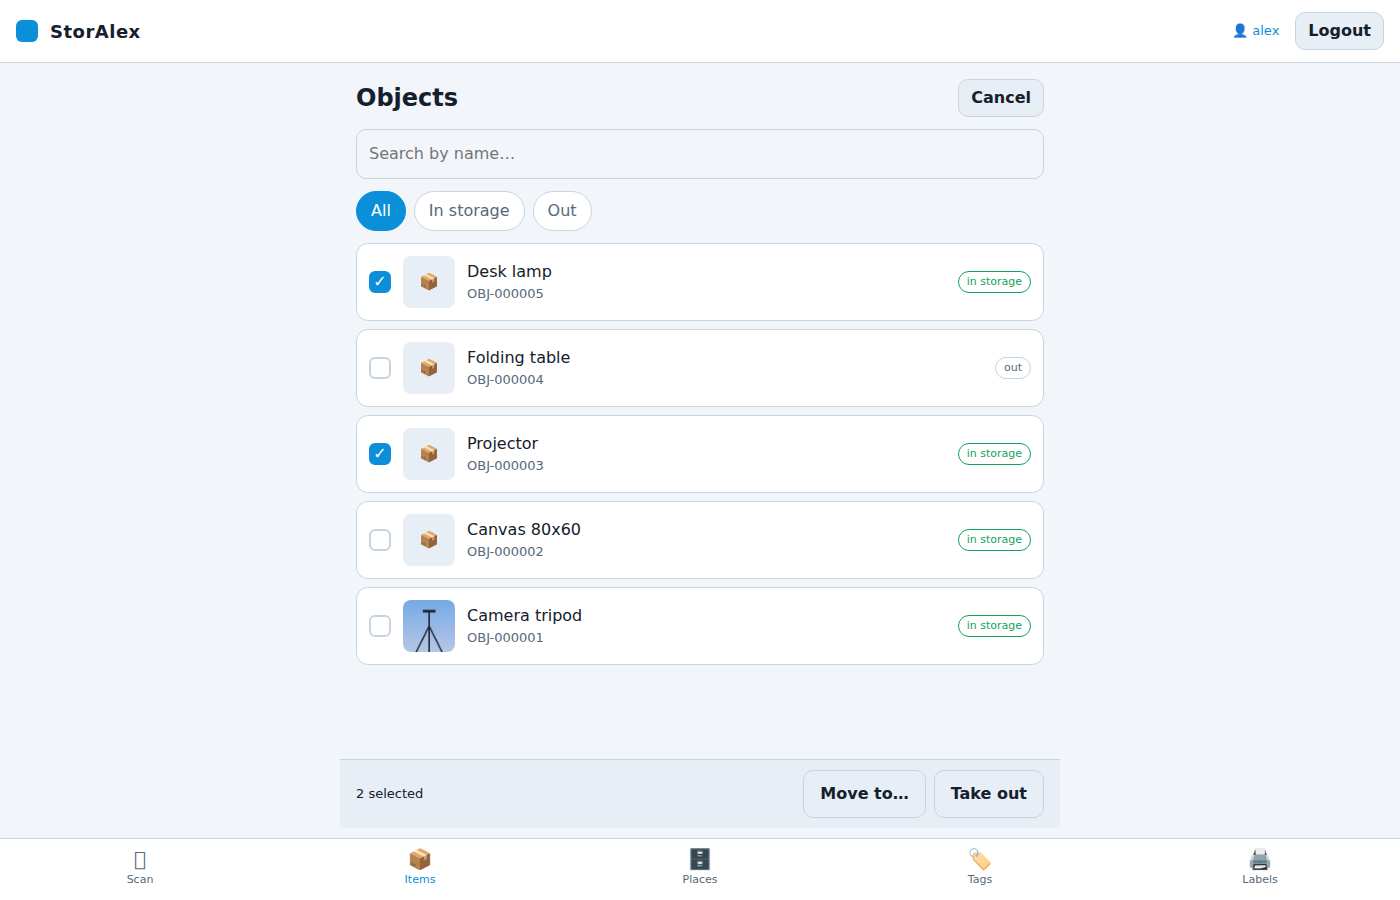 StorAlex
alex
Logout
Objects
Cancel
Search by name…
All
In storage
Out
Desk lamp
OBJ-000005
in storage
Folding table
OBJ-000004
out
Projector
OBJ-000003
in storage
Canvas 80x60
OBJ-000002
in storage
Camera tripod
OBJ-000001
in storage
2 selected
Move to…
Take out
Scan
Items
Places
Tags
Labels